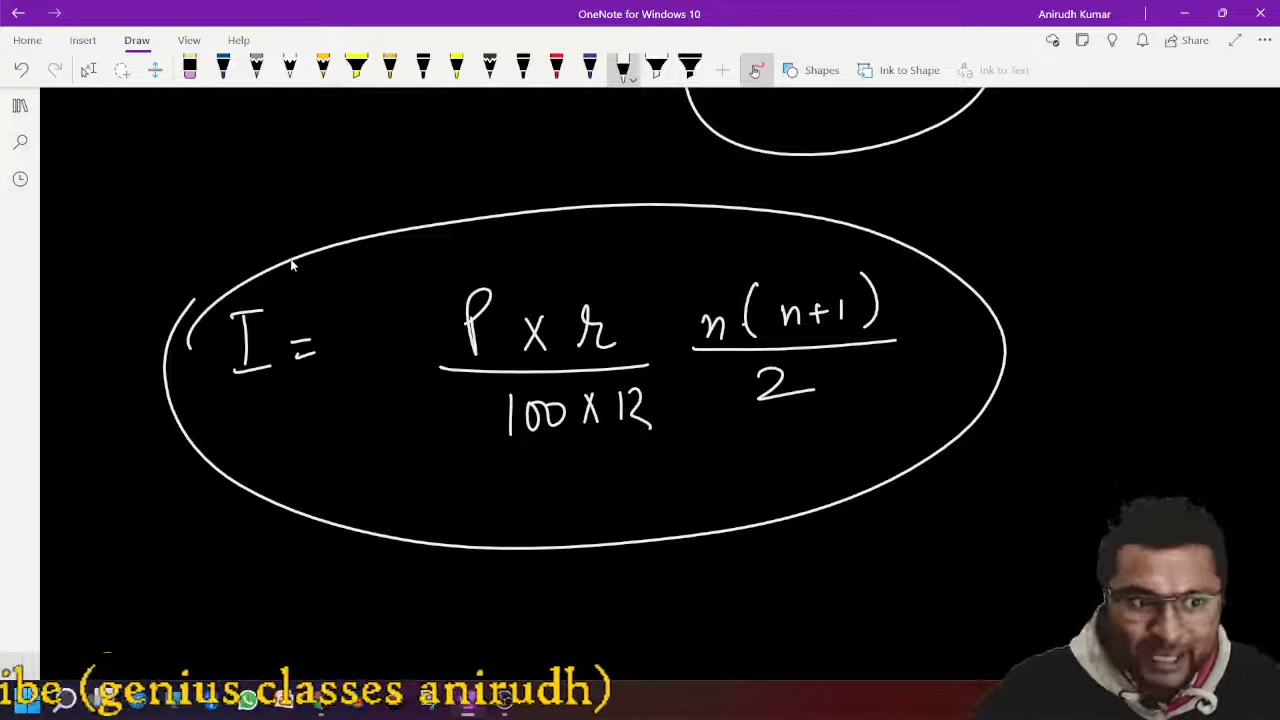 OneNote for Windows 10
Anirudh Kumar
Home Insert Draw View Help
Share
Shapes
Ink to Shape
Ink to Text
I = P x r / 100 x 12 n(n+1) / 2
ibe (genius classes anirudh)